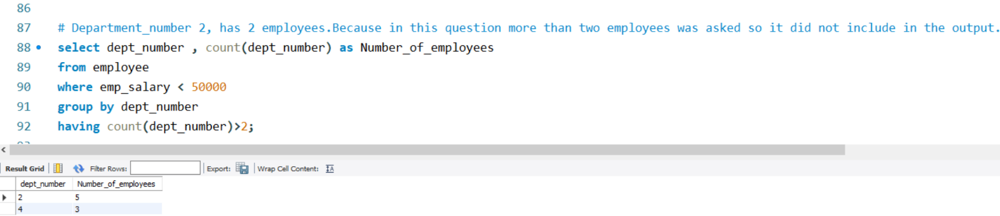 86
87 # Department_number 2, has 2 employees.Because in this question more than two employees was asked so it did not include in the output.
88 select dept_number , count(dept_number) as Number_of_employees
89 from employee
90 where emp_salary < 50000
91 group by dept_number
92 having count(dept_number)>2;
Result Grid Filter Rows: Export: Wrap Cell Content: IA
dept_number Number_of_employees
2 5
4 3